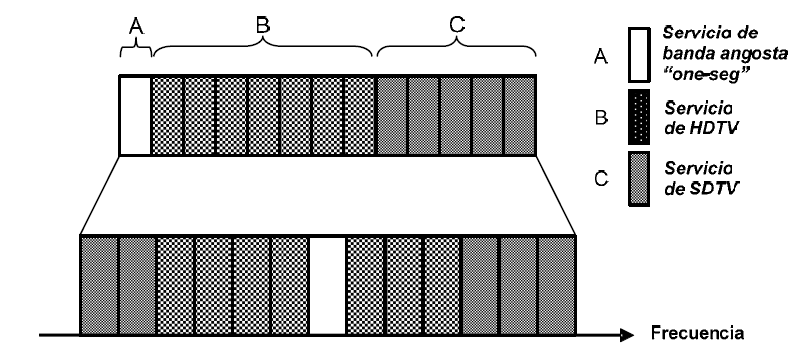 A
B
C
A
Servicio de
banda angosta
“one-seg”
B
Servicio
de HDTV
C
Servicio
de SDTV
Frecuencia